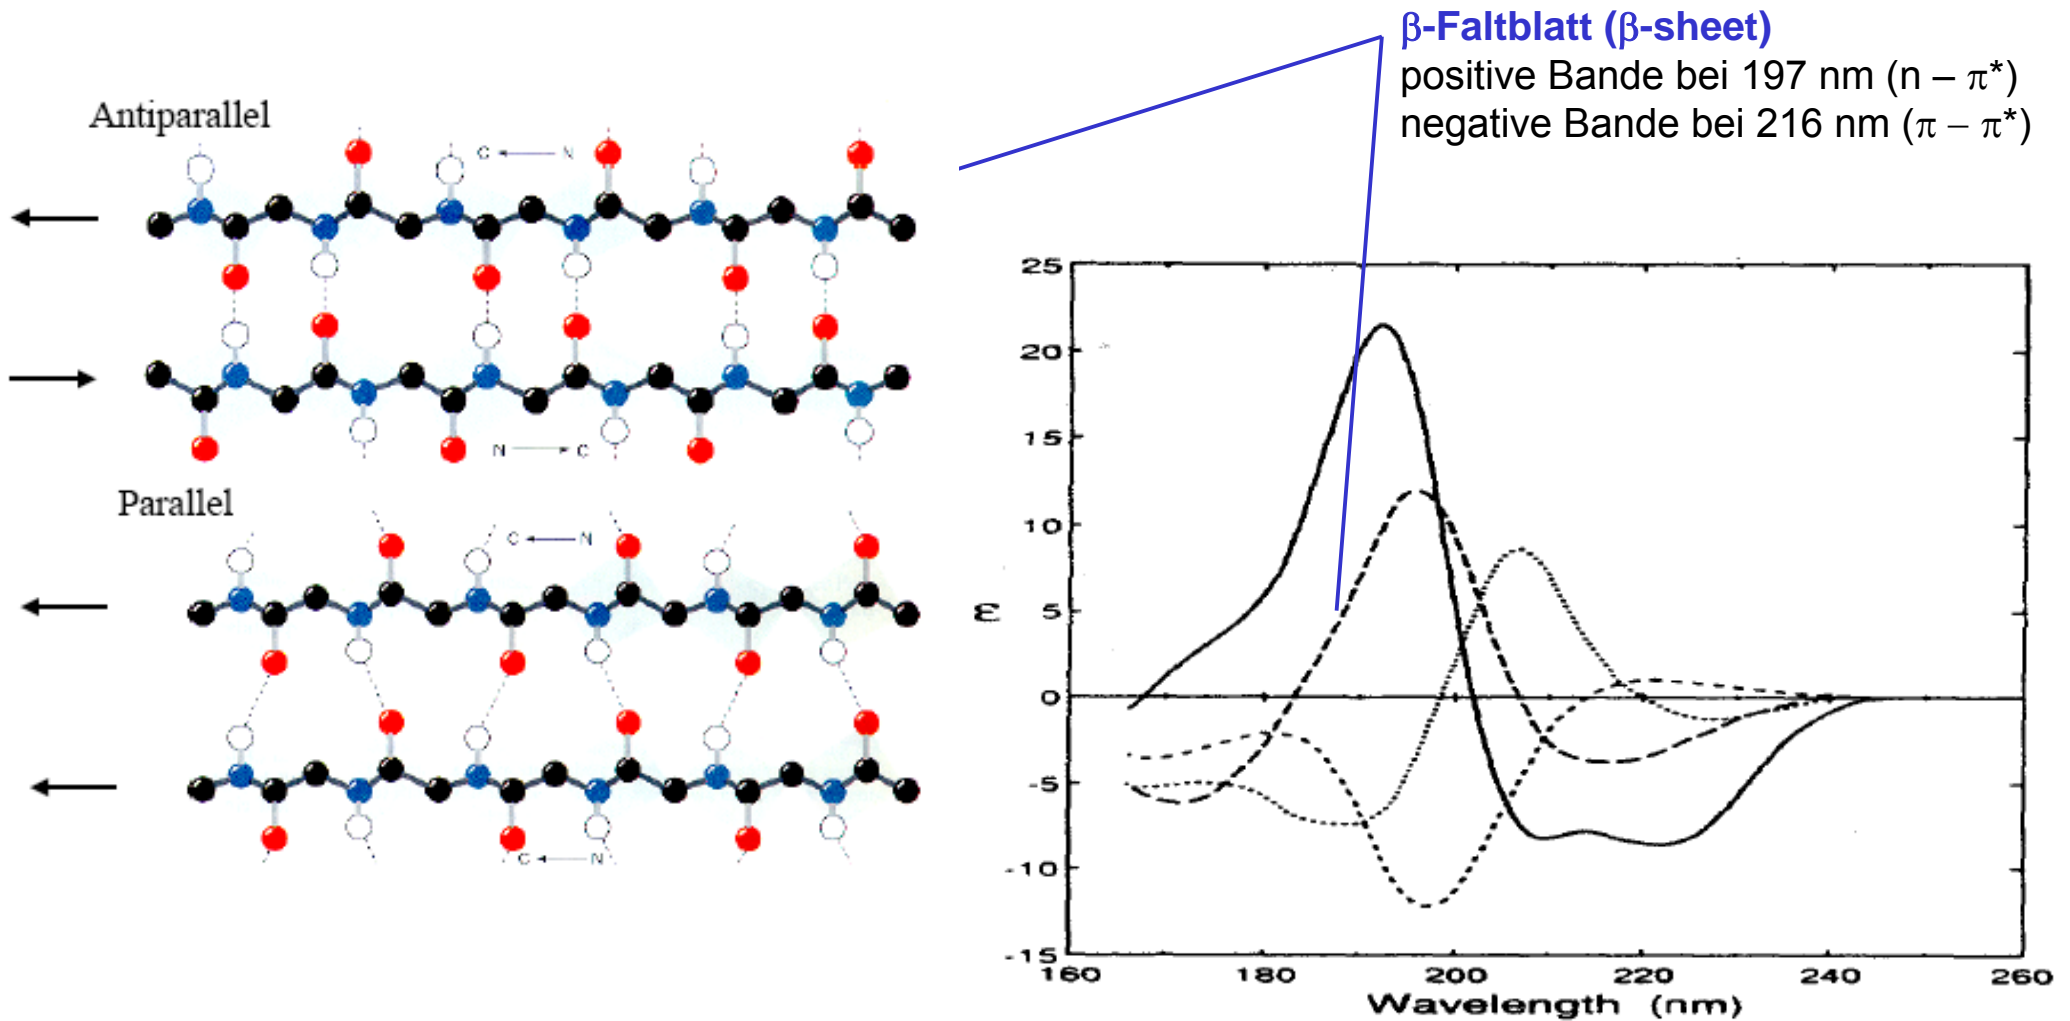 β-Faltblatt (β-sheet)
positive Bande bei 197 nm (n – π*)
negative Bande bei 216 nm (π – π*)
Antiparallel
C N
N C
Parallel
C N
C N
25
20
15
10
5
0
-5
-10
-15
ε
160 180 200 220 240 260
Wavelength (nm)